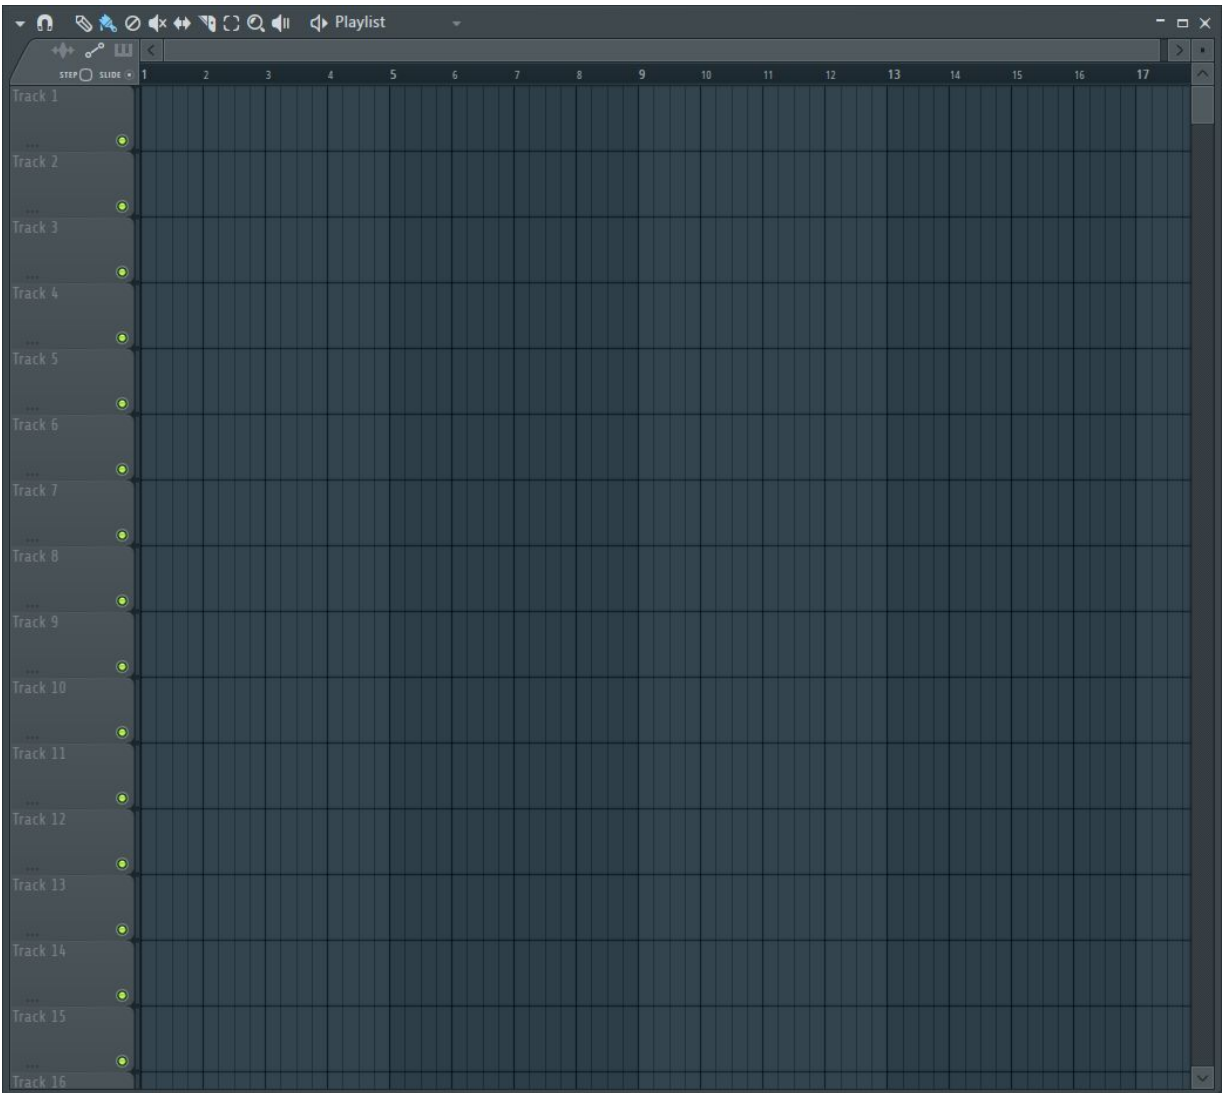 Playlist
STEP SLIDE 1 2 3 4 5 6 7 8 9 10 11 12 13 14 15 16 17
Track 1
...
Track 2
...
Track 3
...
Track 4
...
Track 5
...
Track 6
...
Track 7
...
Track 8
...
Track 9
...
Track 10
...
Track 11
...
Track 12
...
Track 13
...
Track 14
...
Track 15
...
Track 16